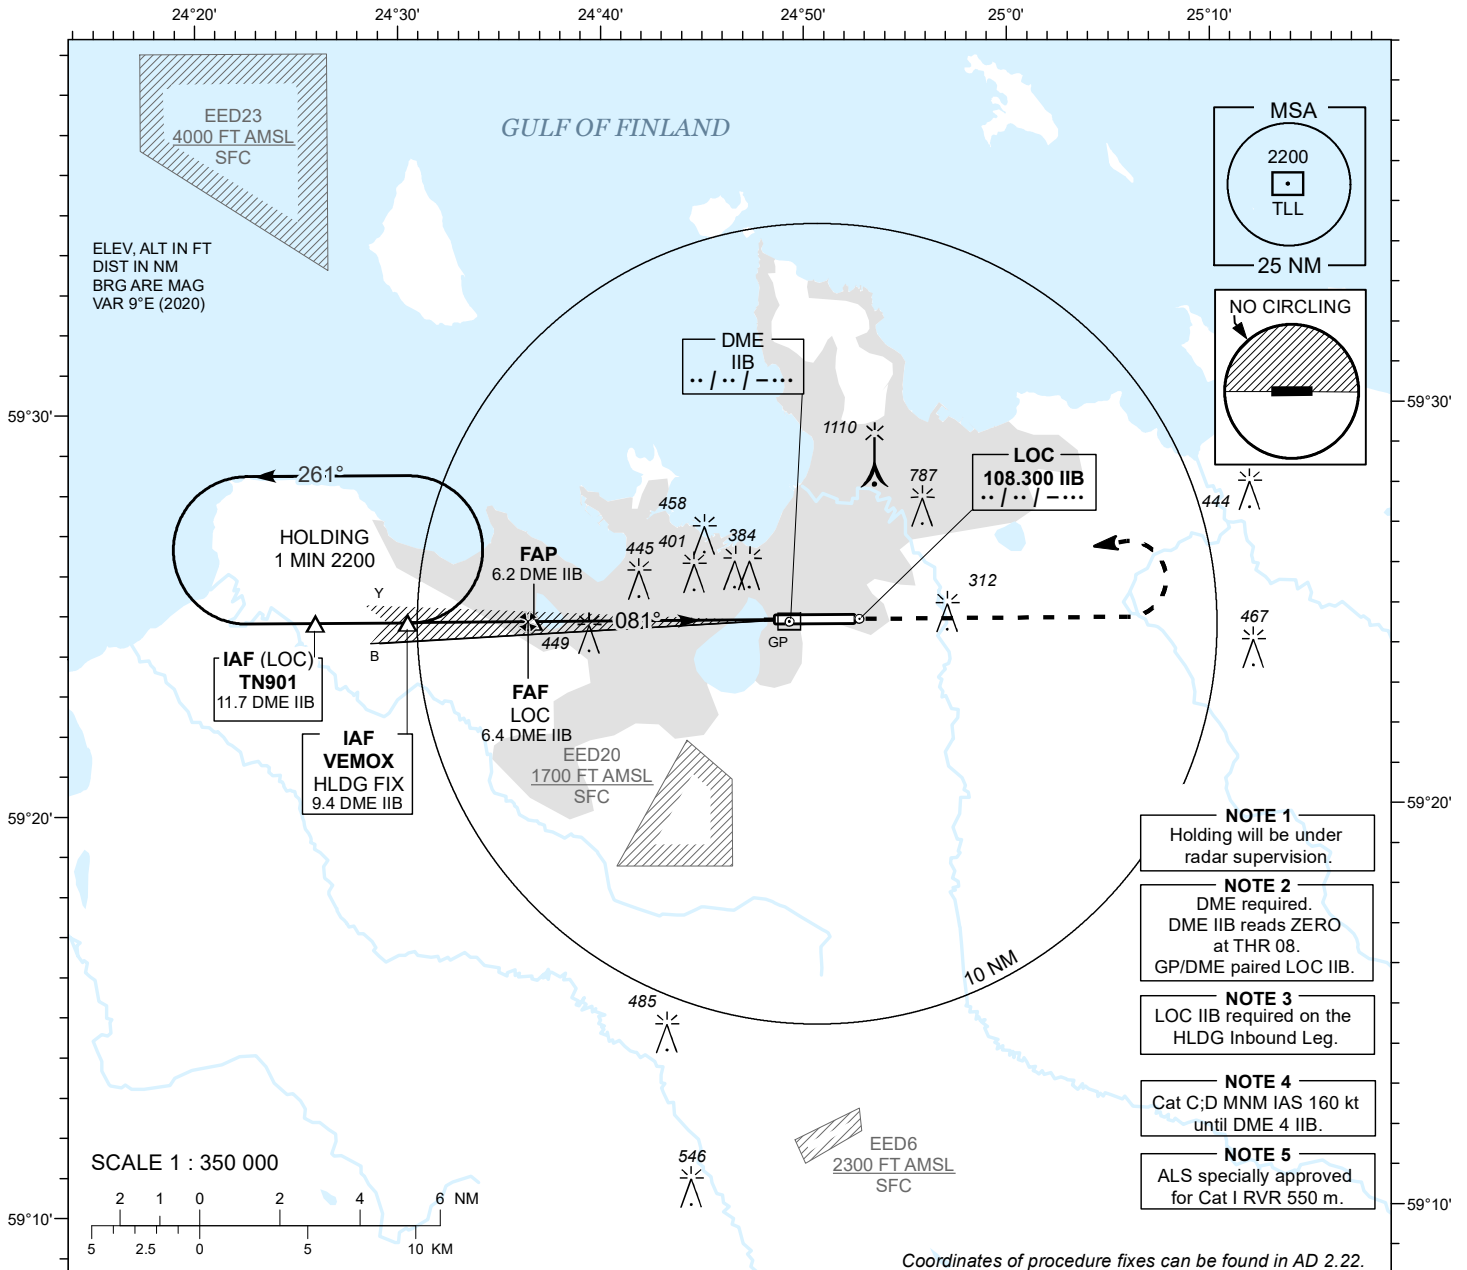 24°20'
24°30'
24°40'
24°50'
25°0'
25°10'
EED23
4000 FT AMSL
SFC
GULF OF FINLAND
MSA
2200
TLL
25 NM
ELEV, ALT IN FT
DIST IN NM
BRG ARE MAG
VAR 9°E (2020)
NO CIRCLING
DME
IIB
·· / ·· / –···
59°30'
59°30'
1110
LOC
108.300 IIB
·· / ·· / –···
787
444
261°
458
HOLDING
1 MIN 2200
445
401
384
FAP
6.2 DME IIB
312
Y
081°
467
B
449
GP
IAF (LOC)
TN901
11.7 DME IIB
FAF
LOC
6.4 DME IIB
IAF
VEMOX
HLDG FIX
9.4 DME IIB
EED20
1700 FT AMSL
SFC
59°20'
59°20'
NOTE 1
Holding will be under
radar supervision.
NOTE 2
DME required.
DME IIB reads ZERO
at THR 08.
GP/DME paired LOC IIB.
10 NM
485
NOTE 3
LOC IIB required on the
HLDG Inbound Leg.
NOTE 4
Cat C;D MNM IAS 160 kt
until DME 4 IIB.
NOTE 5
ALS specially approved
for Cat I RVR 550 m.
EED6
2300 FT AMSL
SFC
546
SCALE 1 : 350 000
2 1 0 2 4 6 NM
5 2.5 0 5 10 KM
59°10'
59°10'
Coordinates of procedure fixes can be found in AD 2.22.